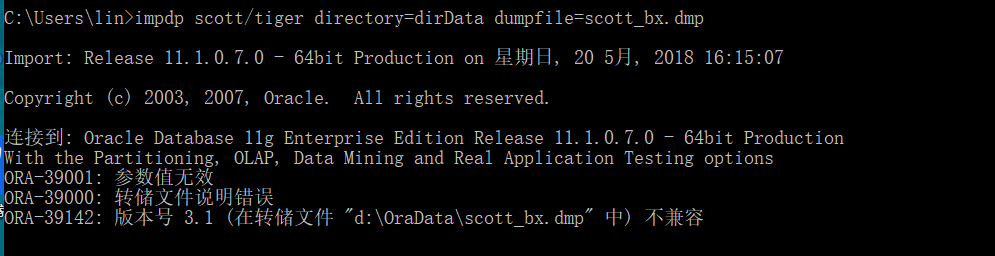 C:\Users\lin>impdp scott/tiger directory=dirData dumpfile=scott_bx.dmp
Import: Release 11.1.0.7.0 - 64bit Production on 星期日, 20 5月, 2018 16:15:07
Copyright (c) 2003, 2007, Oracle.  All rights reserved.
连接到: Oracle Database 11g Enterprise Edition Release 11.1.0.7.0 - 64bit Production
With the Partitioning, OLAP, Data Mining and Real Application Testing options
ORA-39001: 参数值无效
ORA-39000: 转储文件说明错误
ORA-39142: 版本号 3.1 (在转储文件 "d:\OraData\scott_bx.dmp" 中) 不兼容